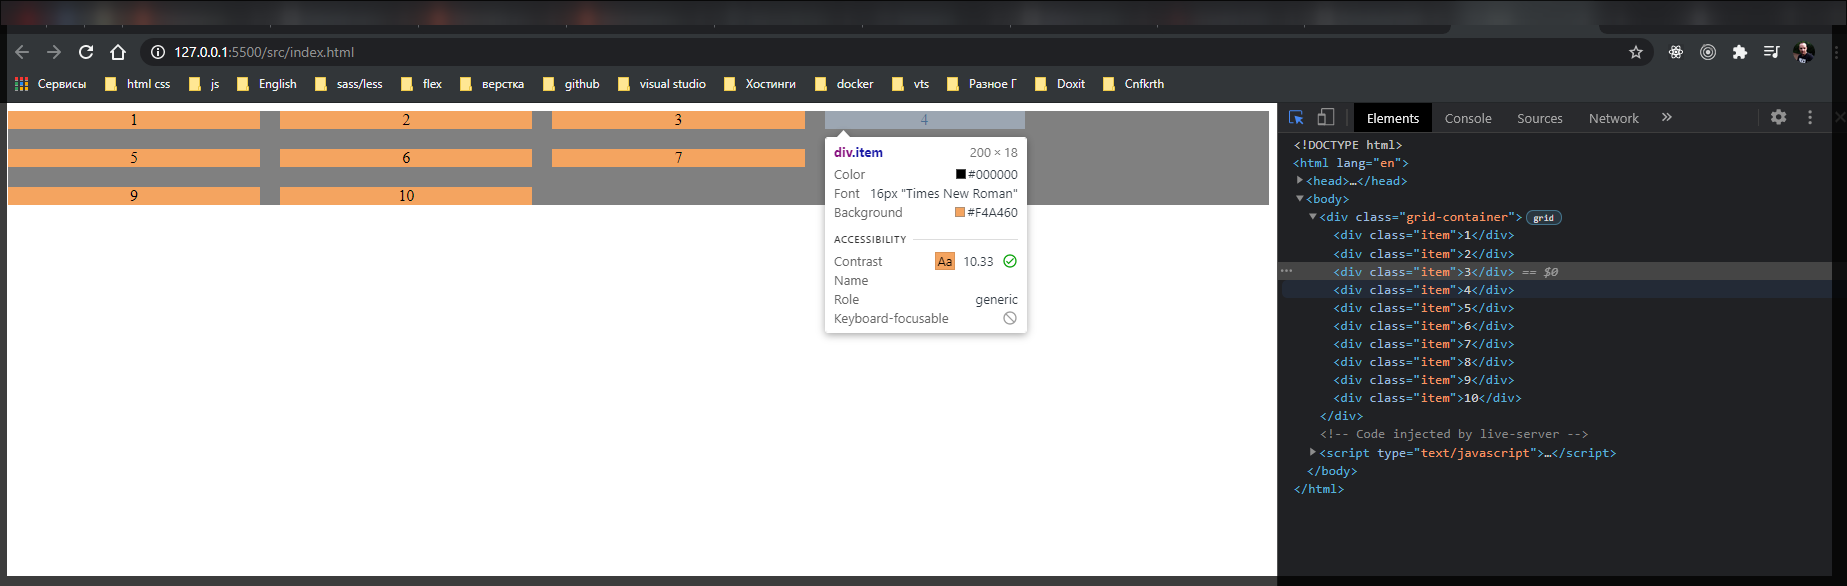 127.0.0.1:5500/src/index.html
Сервисы html css js English sass/less flex верстка github visual studio Хостинги docker vts Разное Г Doxit Cnfkrth
1 2 3 4
5 6 7
9 10
div.item 200 × 18
Color #000000
Font 16px "Times New Roman"
Background #F4A460
ACCESSIBILITY
Contrast Aa 10.33
Name
Role generic
Keyboard-focusable
Elements Console Sources Network »
<!DOCTYPE html>
<html lang="en">
<head>…</head>
<body>
<div class="grid-container"> grid
<div class="item">1</div>
<div class="item">2</div>
<div class="item">3</div> == $0
<div class="item">4</div>
<div class="item">5</div>
<div class="item">6</div>
<div class="item">7</div>
<div class="item">8</div>
<div class="item">9</div>
<div class="item">10</div>
</div>
<!-- Code injected by live-server -->
<script type="text/javascript">…</script>
</body>
</html>